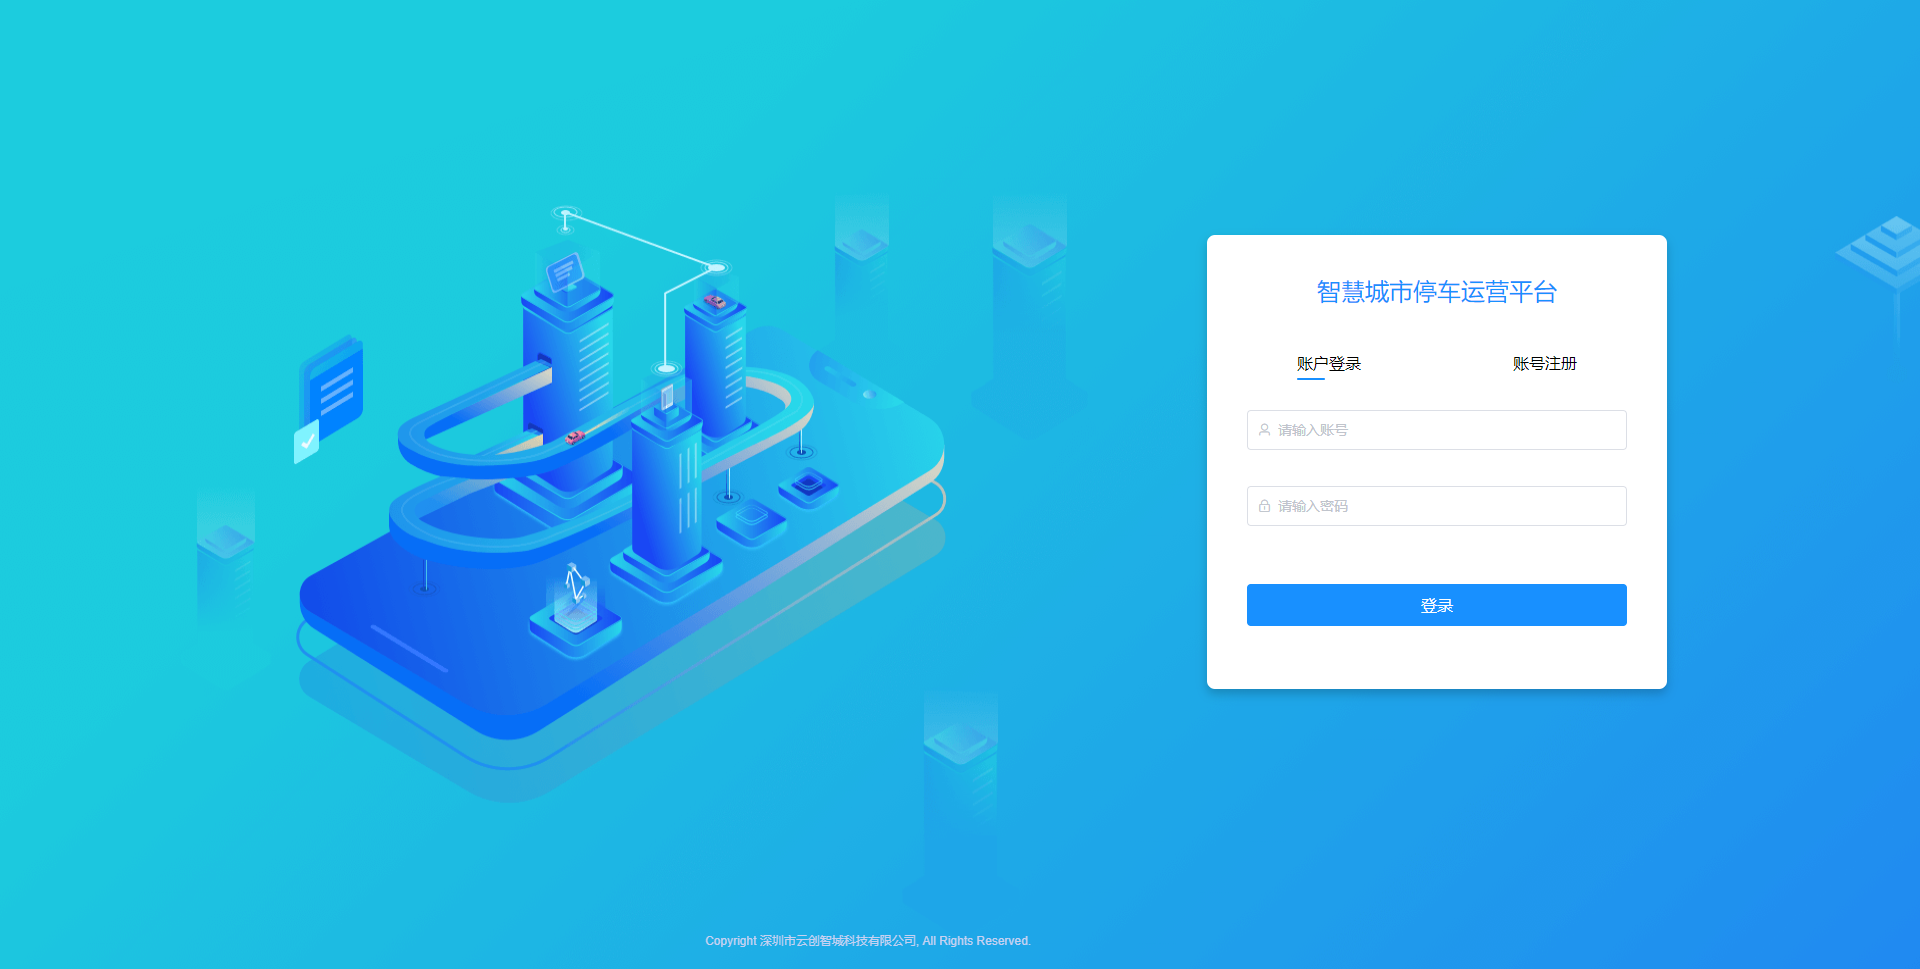 智慧城市停车运营平台
账户登录 账号注册
请输入账号
请输入密码
登录
Copyright 深圳市云创智城科技有限公司, All Rights Reserved.